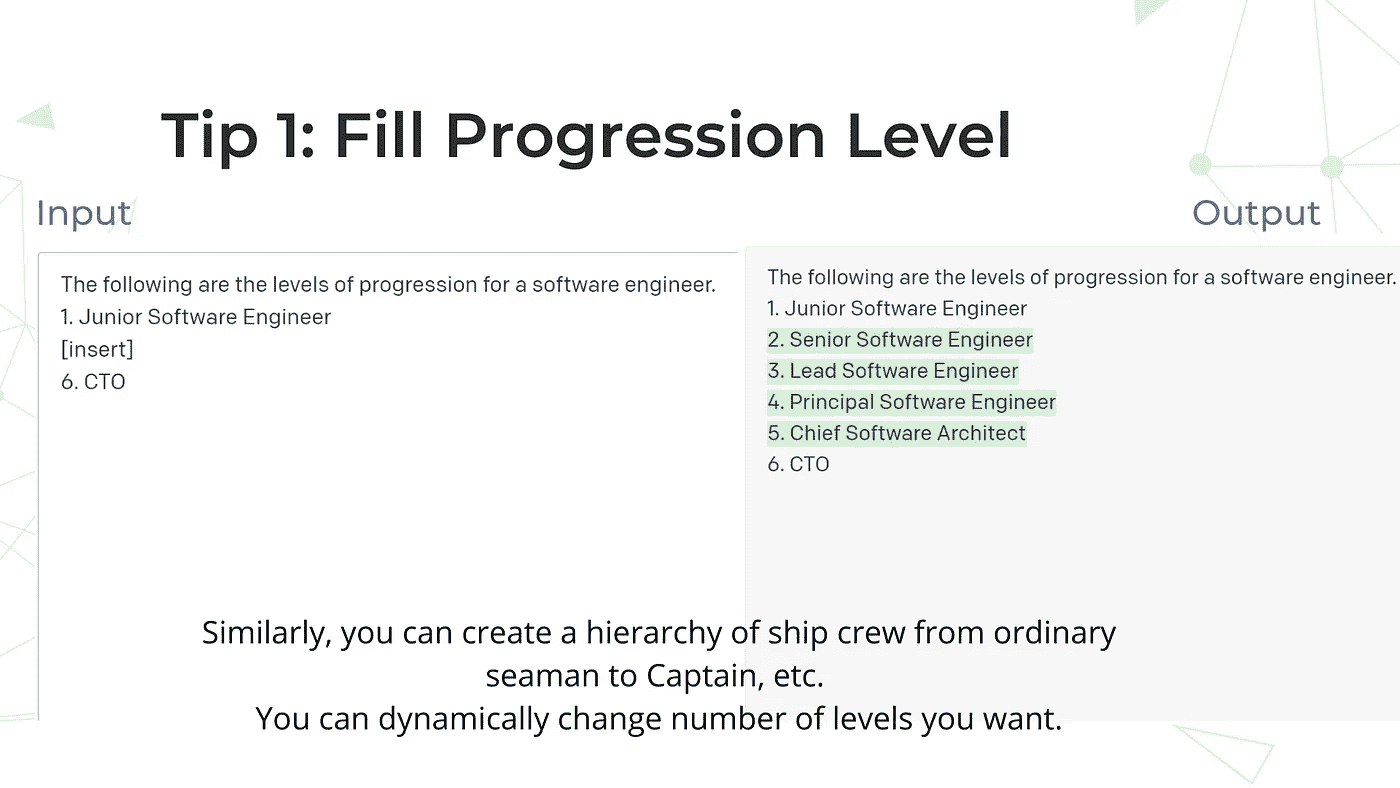 Tip 1: Fill Progression Level
Input
The following are the levels of progression for a software engineer.
1. Junior Software Engineer
[insert]
6. CTO
Output
The following are the levels of progression for a software engineer.
1. Junior Software Engineer
2. Senior Software Engineer
3. Lead Software Engineer
4. Principal Software Engineer
5. Chief Software Architect
6. CTO
Similarly, you can create a hierarchy of ship crew from ordinary
seaman to Captain, etc.
You can dynamically change number of levels you want.